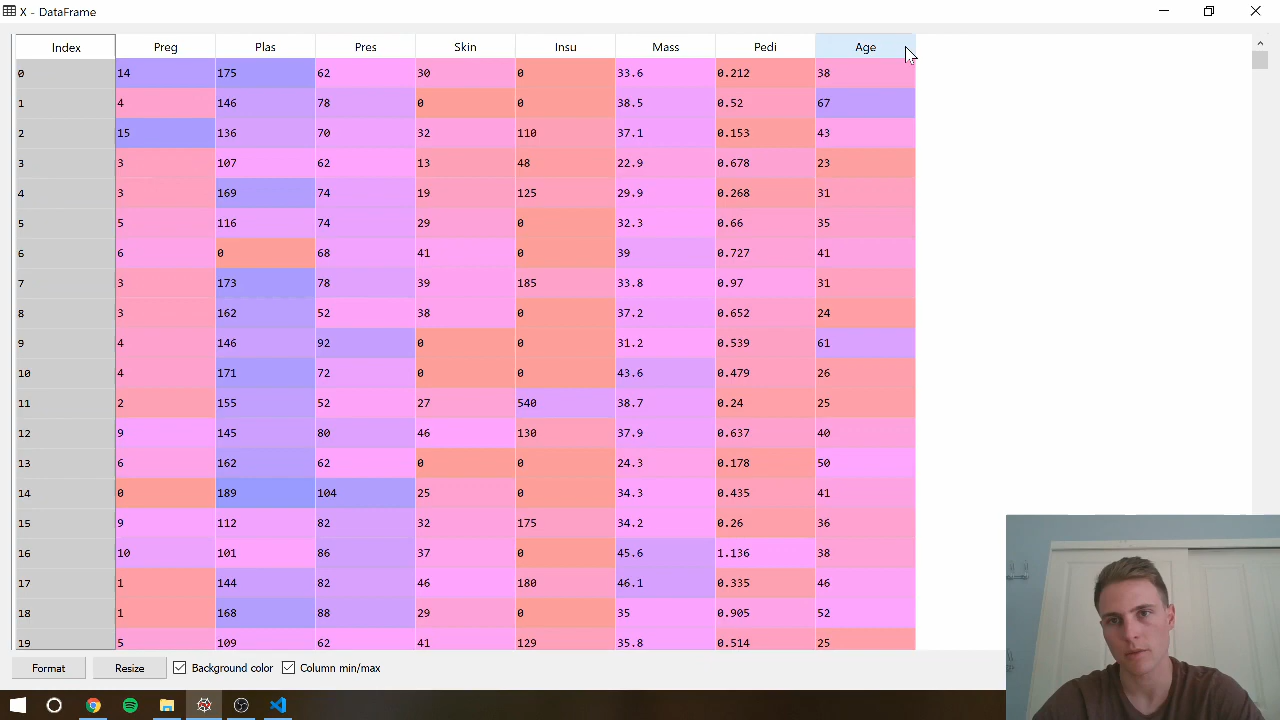 X - DataFrame
Index Preg Plas Pres Skin Insu Mass Pedi Age
0 14 175 62 30 0 33.6 0.212 38
1 4 146 78 0 0 38.5 0.52 67
2 15 136 70 32 110 37.1 0.153 43
3 3 107 62 13 48 22.9 0.678 23
4 3 169 74 19 125 29.9 0.268 31
5 5 116 74 29 0 32.3 0.66 35
6 6 0 68 41 0 39 0.727 41
7 3 173 78 39 185 33.8 0.97 31
8 3 162 52 38 0 37.2 0.652 24
9 4 146 92 0 0 31.2 0.539 61
10 4 171 72 0 0 43.6 0.479 26
11 2 155 52 27 540 38.7 0.24 25
12 9 145 80 46 130 37.9 0.637 40
13 6 162 62 0 0 24.3 0.178 50
14 0 189 104 25 0 34.3 0.435 41
15 9 112 82 32 175 34.2 0.26 36
16 10 101 86 37 0 45.6 1.136 38
17 1 144 82 46 180 46.1 0.335 46
18 1 168 88 29 0 35 0.905 52
19 5 109 62 41 129 35.8 0.514 25
Format Resize Background color Column min/max